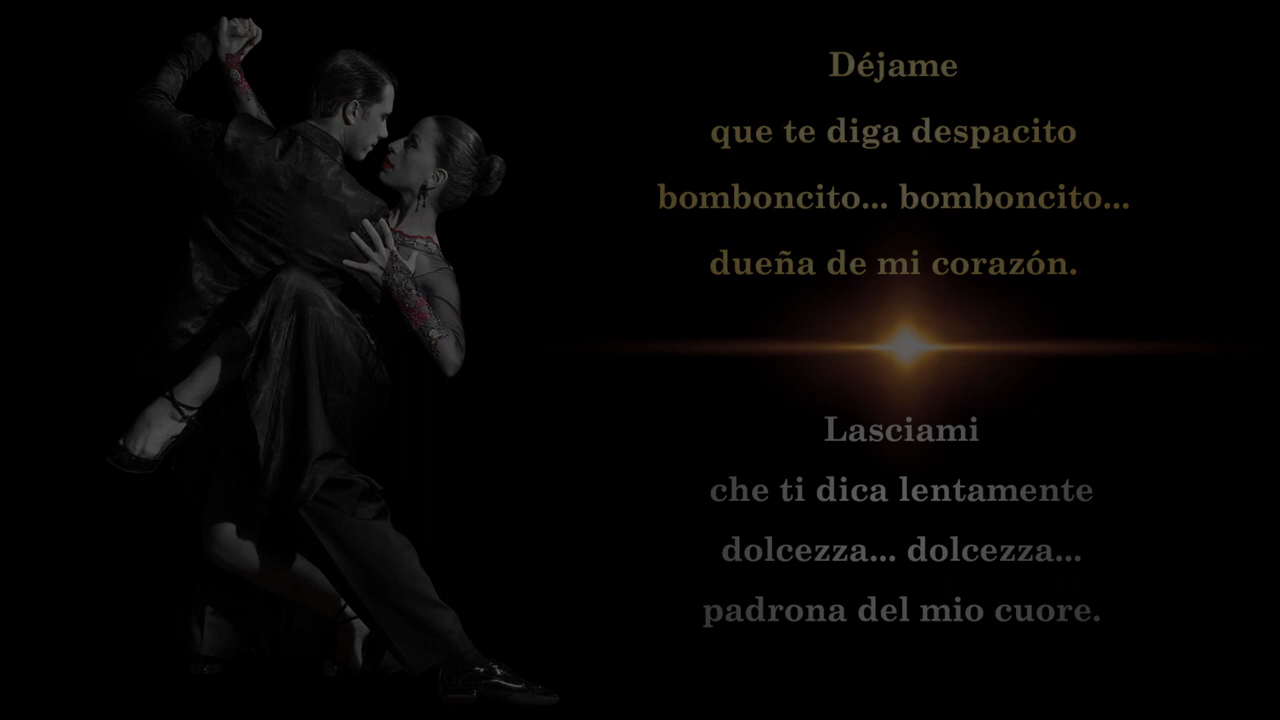 Déjame
que te diga despacito
bomboncito... bomboncito...
dueña de mi corazón.
Lasciami
che ti dica lentamente
dolcezza... dolcezza...
padrona del mio cuore.